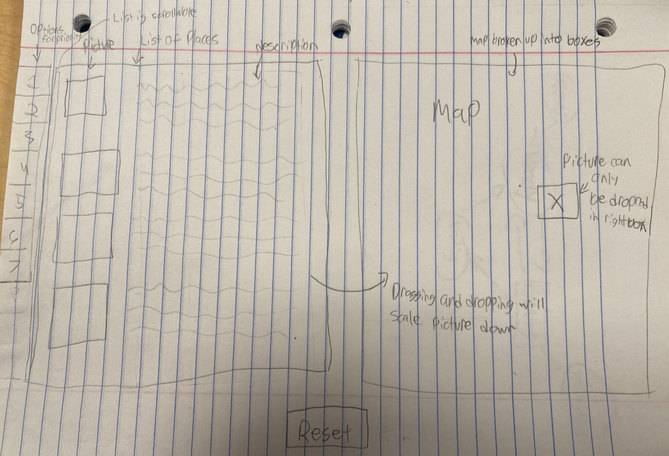 List is scrollable
Options
for priority
Picture
List of Places
description
Map broken up into boxes
1
2
3
4
5
6
7
Map
Picture can
only
be dropped
in right box
X
Dragging and dropping will
scale picture down
Reset